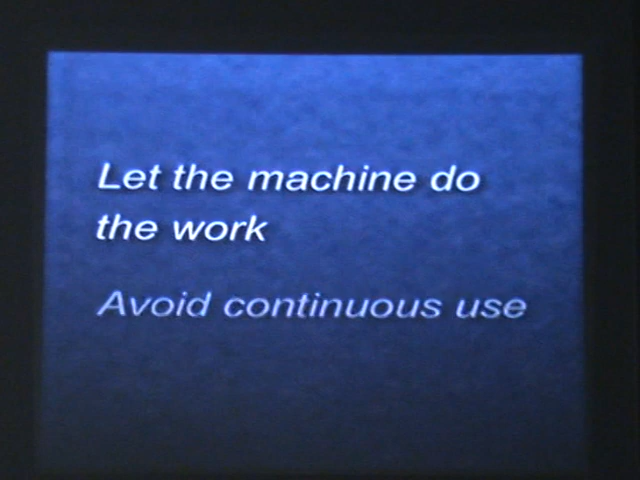 Let the machine do
the work
Avoid continuous use